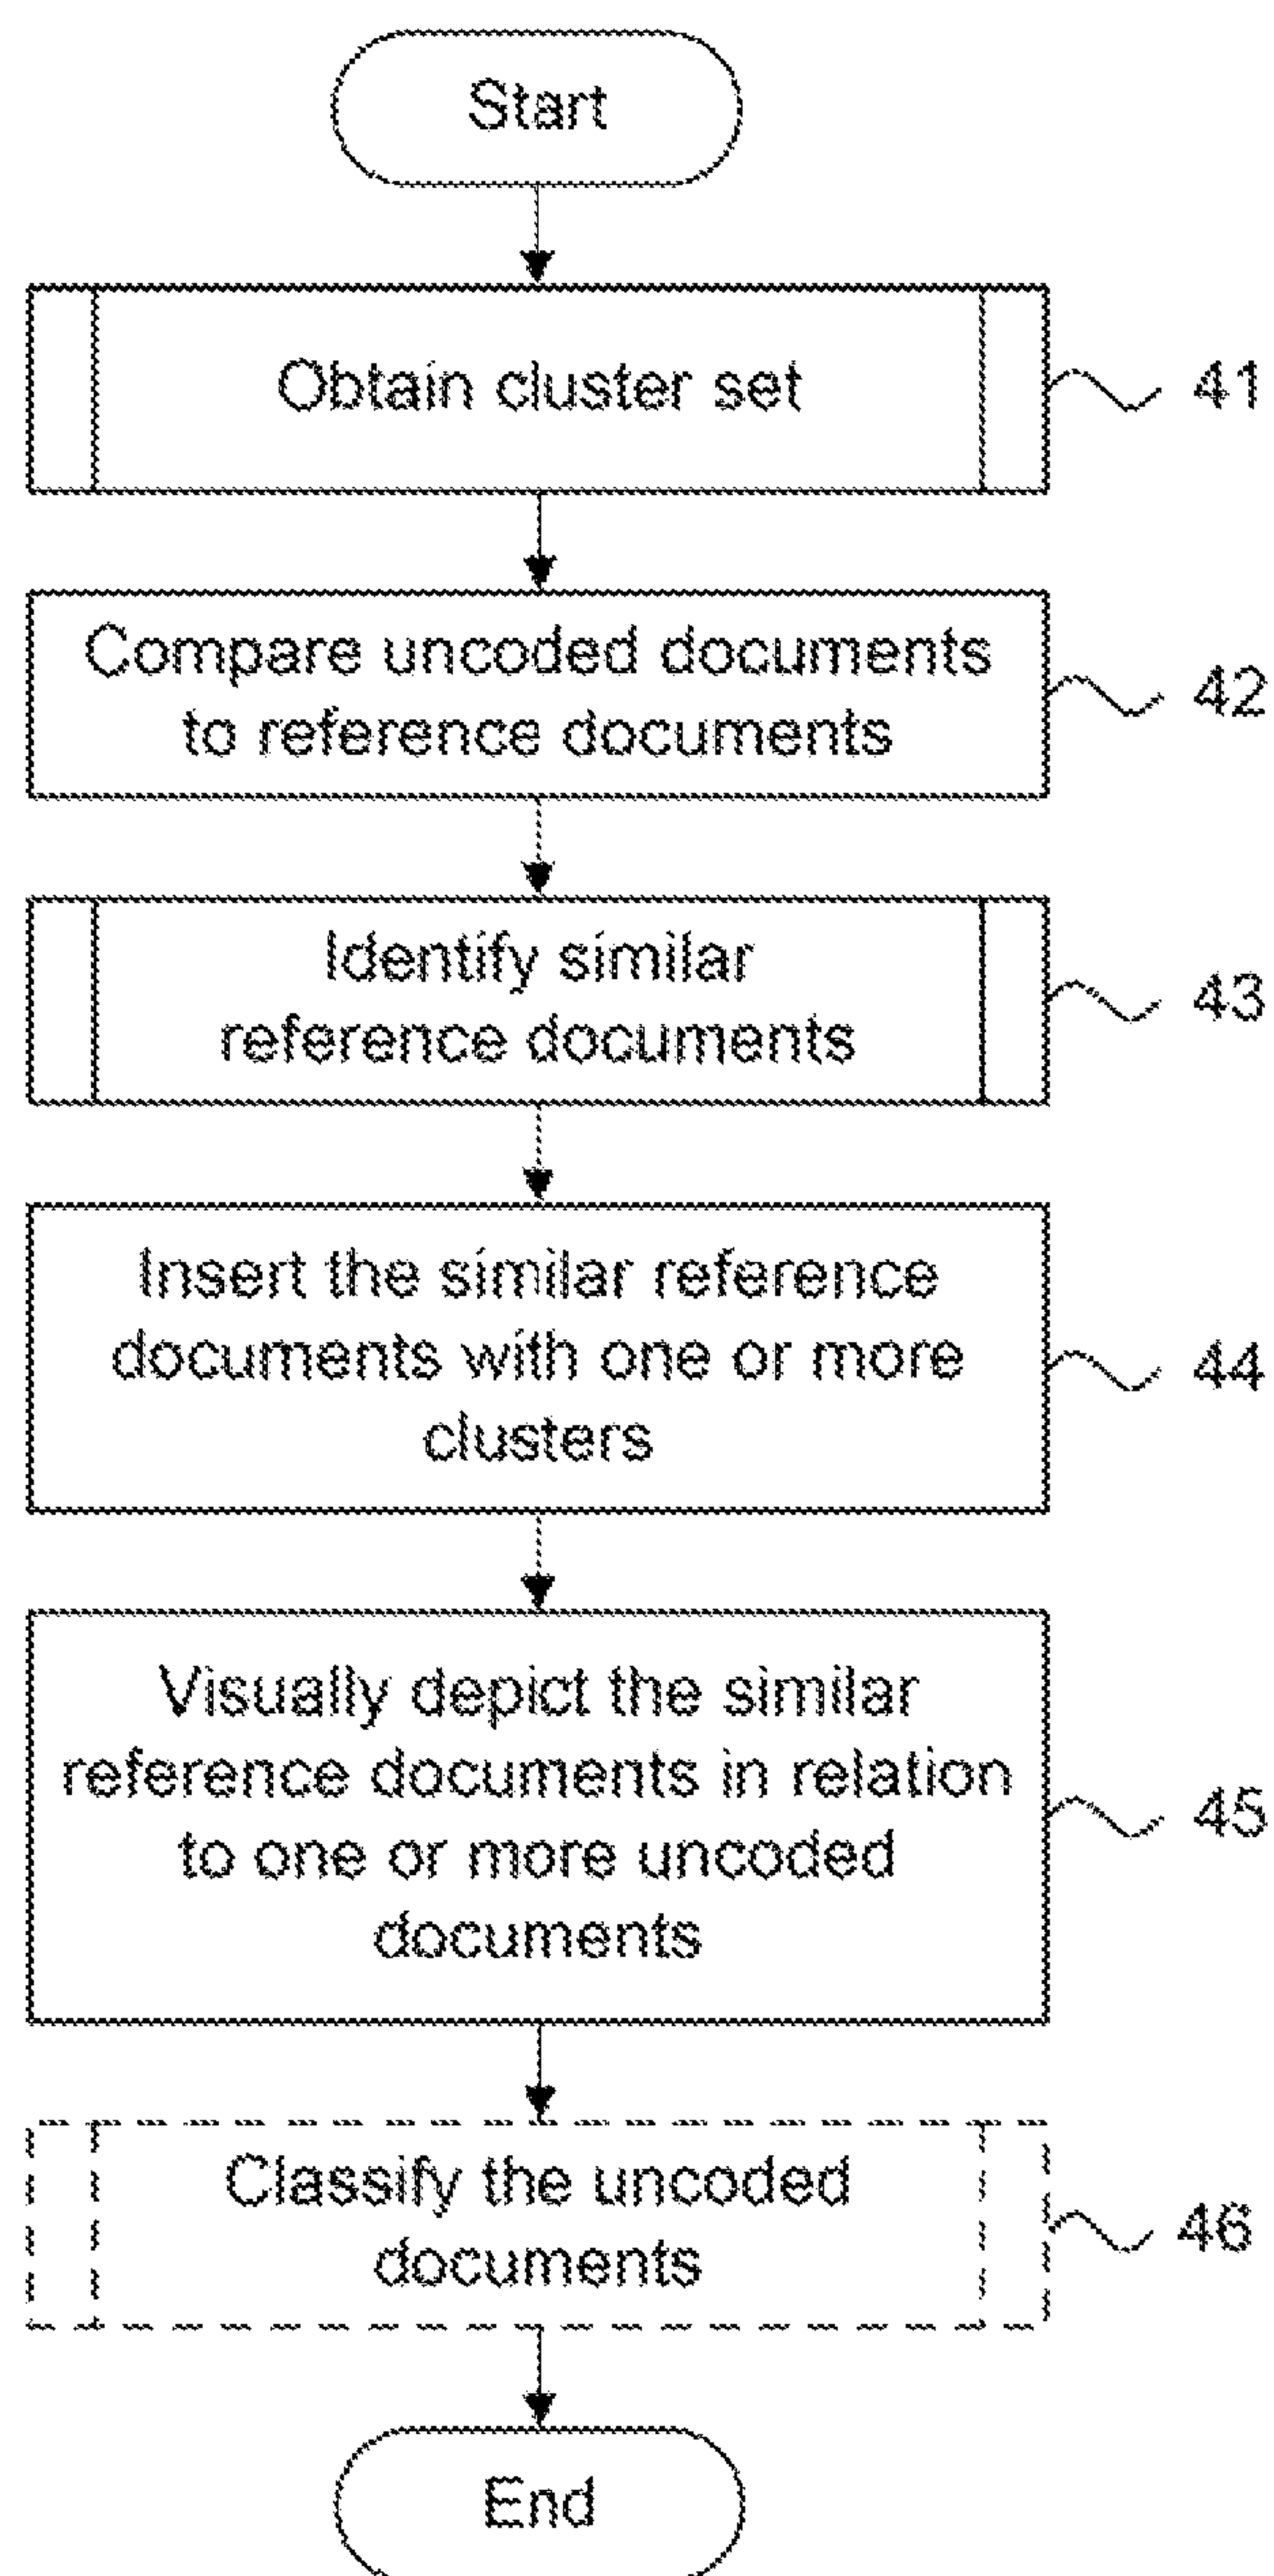 Start
Obtain cluster set
41
Compare uncoded documents
to reference documents
42
Identify similar
reference documents
43
Insert the similar reference
documents with one or more
clusters
44
Visually depict the similar
reference documents in relation
to one or more uncoded
documents
45
Classify the uncoded
documents
46
End